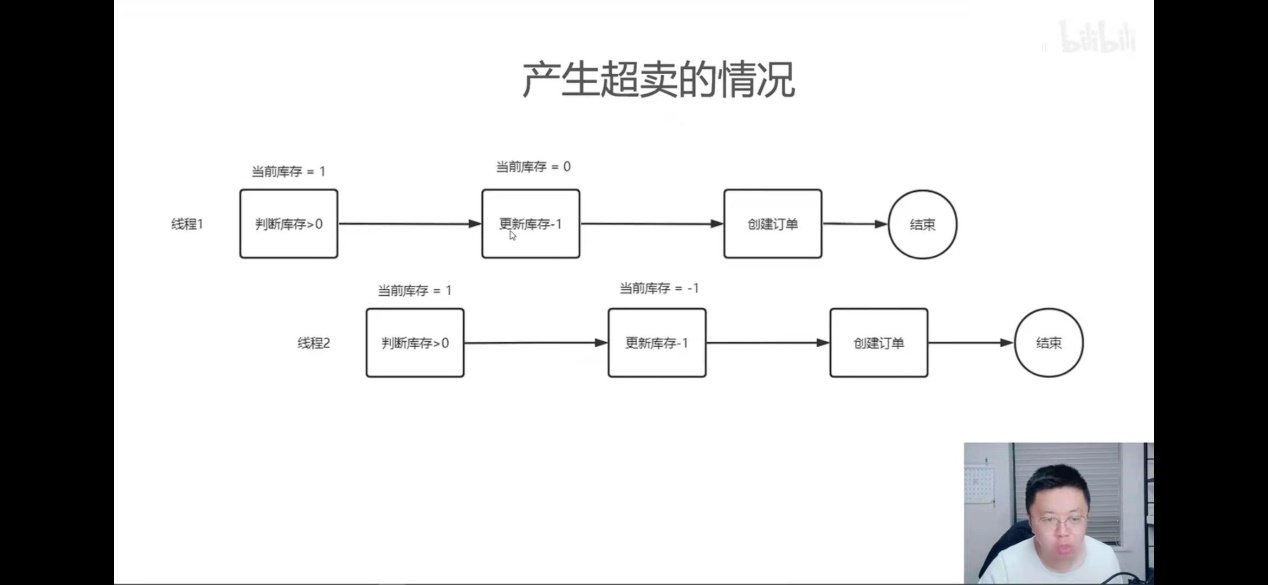 bilibili
产生超卖的情况
当前库存 = 1
当前库存 = 0
线程1
判断库存>0
更新库存-1
创建订单
结束
当前库存 = 1
当前库存 = -1
线程2
判断库存>0
更新库存-1
创建订单
结束